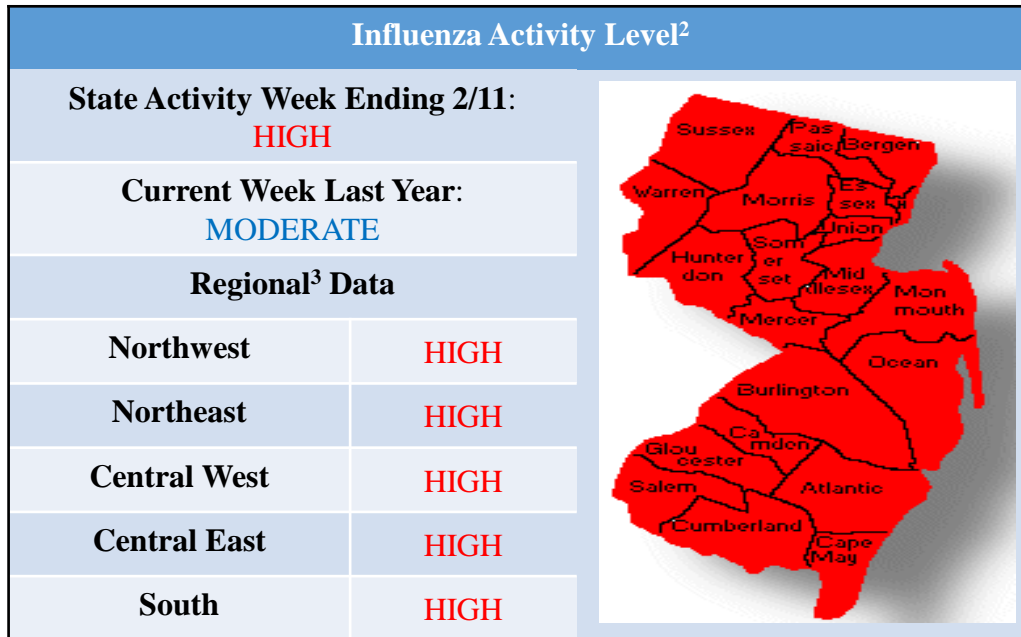 Influenza Activity Level²
State Activity Week Ending 2/11:
HIGH
Current Week Last Year:
MODERATE
Regional³ Data
Northwest HIGH
Northeast HIGH
Central West HIGH
Central East HIGH
South HIGH
Sussex
Pas
saic
Bergen
Warren
Morris
Es
sex
H
Union
Hunter
don
Som
er
set
Mid
dlesex
Mon
mouth
Mercer
Ocean
Burlington
Ca
mden
Glou
cester
Salem
Atlantic
Cumberland
Cape
May